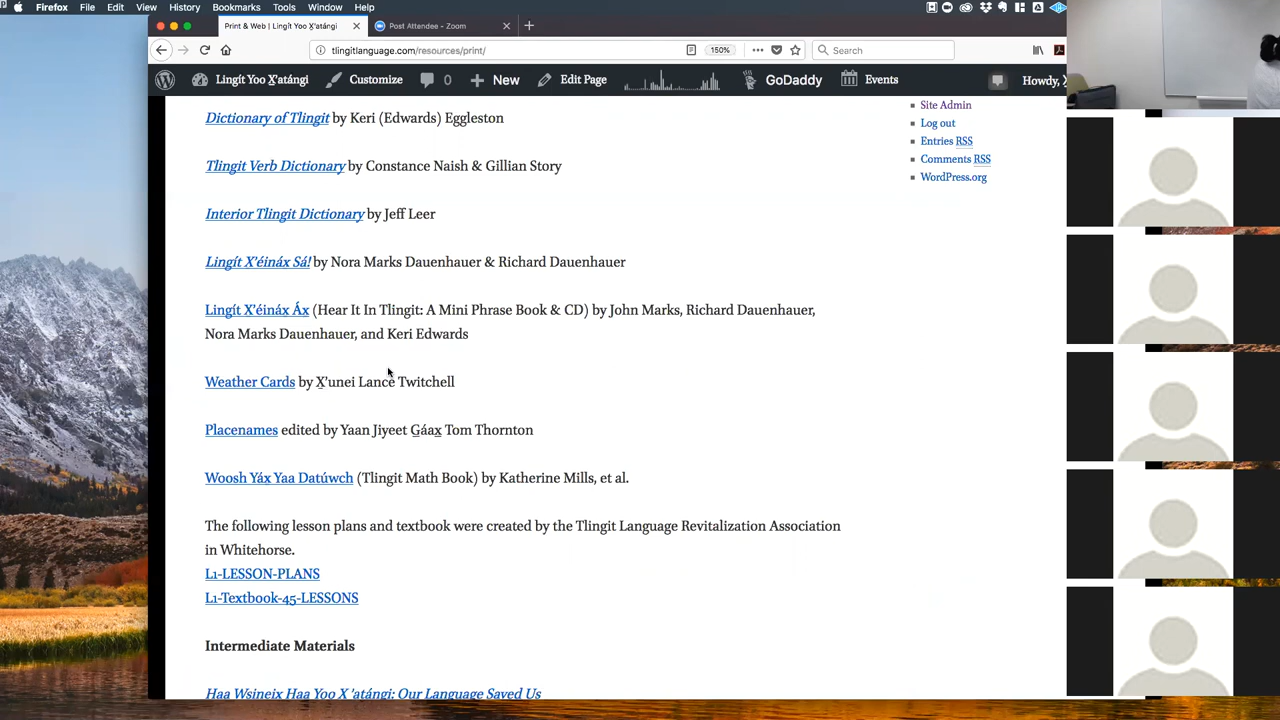 Firefox File Edit View History Bookmarks Tools Window Help
Print & Web | Lingít Yoo X̱'atángi
Post Attendee - Zoom
tlingitlanguage.com/resources/print/
150%
Search
Lingít Yoo X̱'atángi Customize 0 New Edit Page GoDaddy Events Howdy,
Site Admin
Log out
Entries RSS
Comments RSS
WordPress.org
Dictionary of Tlingit by Keri (Edwards) Eggleston
Tlingit Verb Dictionary by Constance Naish & Gillian Story
Interior Tlingit Dictionary by Jeff Leer
Lingít X'éináx Sá! by Nora Marks Dauenhauer & Richard Dauenhauer
Lingít X'éináx Áx (Hear It In Tlingit: A Mini Phrase Book & CD) by John Marks, Richard Dauenhauer,
Nora Marks Dauenhauer, and Keri Edwards
Weather Cards by X̱'unei Lance Twitchell
Placenames edited by Yaan Jiyeet G̱áax̱ Tom Thornton
Woosh Yáx Yaa Datúwch (Tlingit Math Book) by Katherine Mills, et al.
The following lesson plans and textbook were created by the Tlingit Language Revitalization Association
in Whitehorse.
L1-LESSON-PLANS
L1-Textbook-45-LESSONS
Intermediate Materials
Haa Wsineix Haa Yoo X 'atángi: Our Language Saved Us